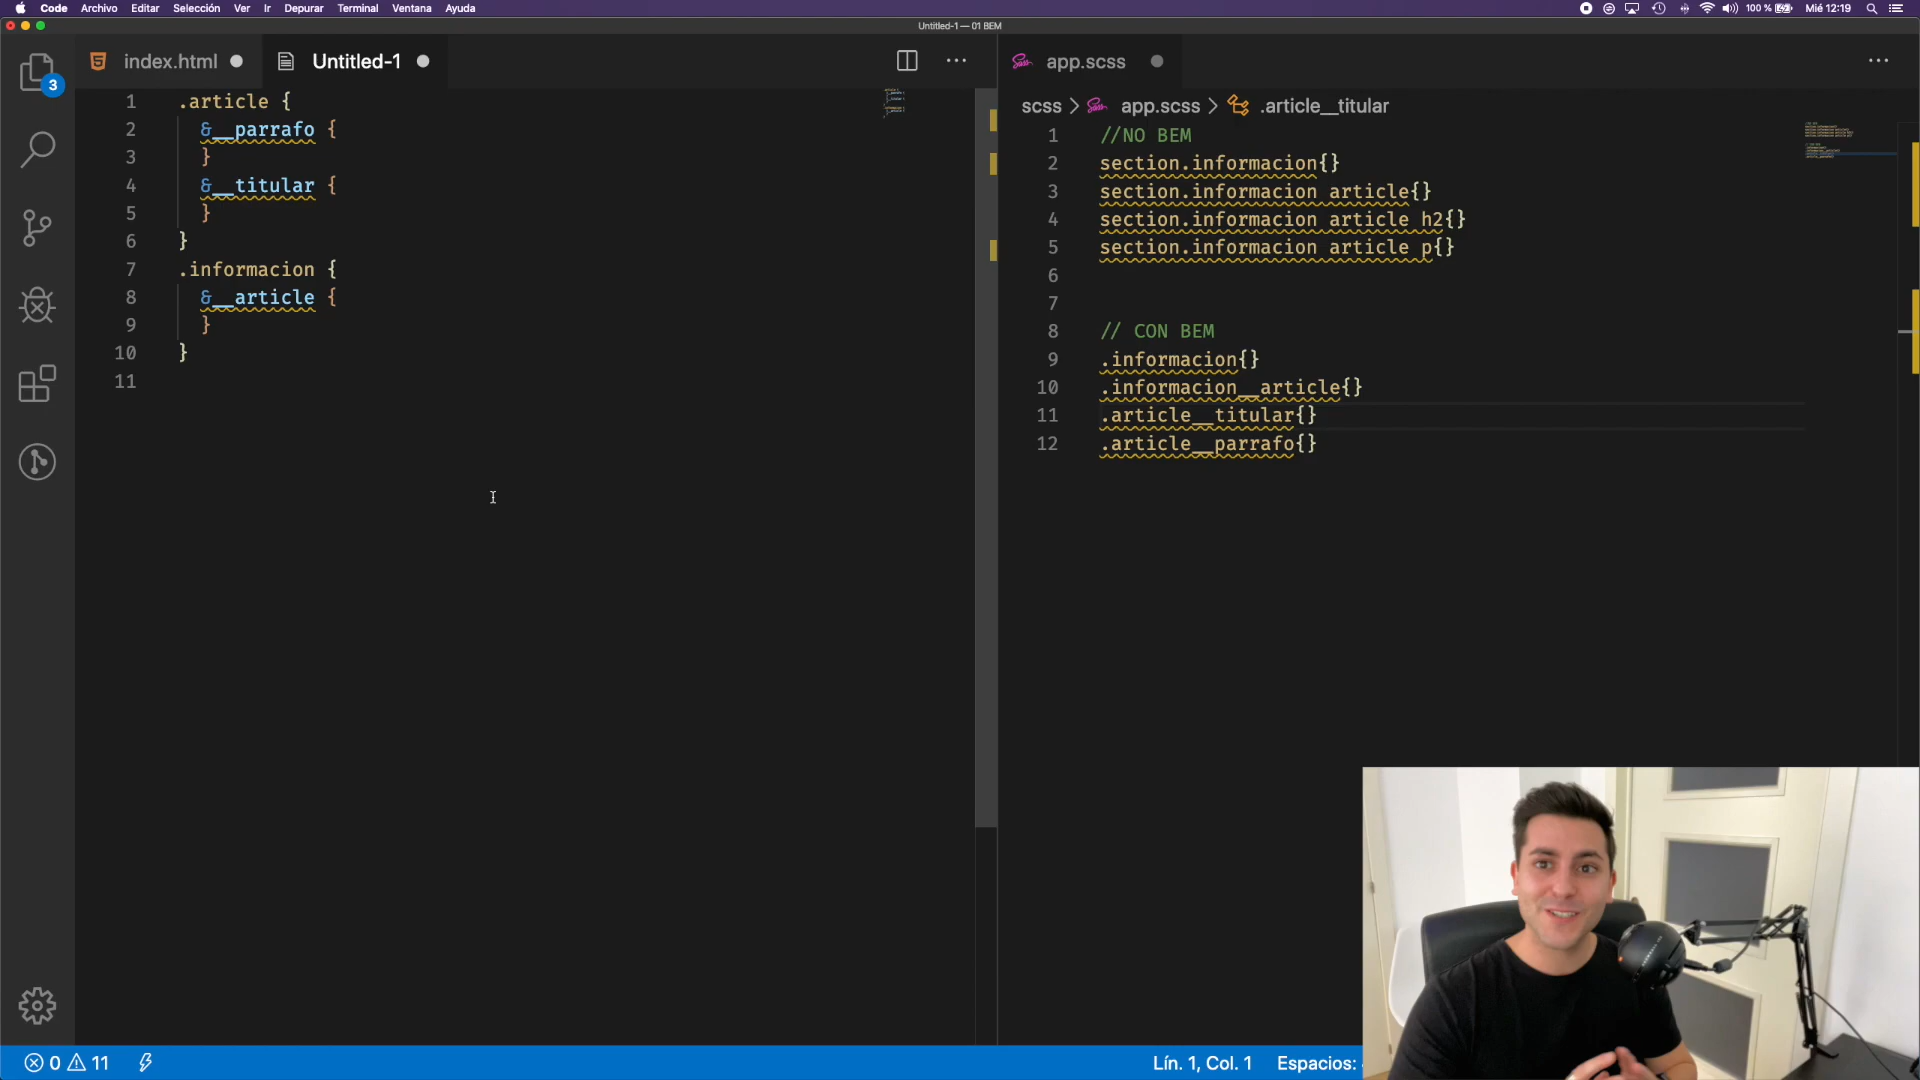 Code Archivo Editar Selección Ver Ir Depurar Terminal Ventana Ayuda
100 % Mié 12:19
Untitled-1 — 01 BEM
index.html
Untitled-1
3
1 .article {
2 &__parrafo {
3 }
4 &__titular {
5 }
6 }
7 .informacion {
8 &__article {
9 }
10 }
11
app.scss
scss > app.scss > .article__titular
1 //NO BEM
2 section.informacion{}
3 section.informacion article{}
4 section.informacion article h2{}
5 section.informacion article p{}
6
7
8 // CON BEM
9 .informacion{}
10 .informacion__article{}
11 .article__titular{}
12 .article__parrafo{}
0 11
Lín. 1, Col. 1 Espacios: